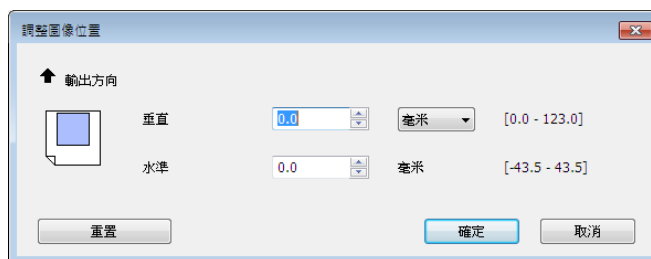 調整圖像位置
輸出方向
垂直 0.0 毫米 [0.0 - 123.0]
水準 0.0 毫米 [-43.5 - 43.5]
重置 確定 取消